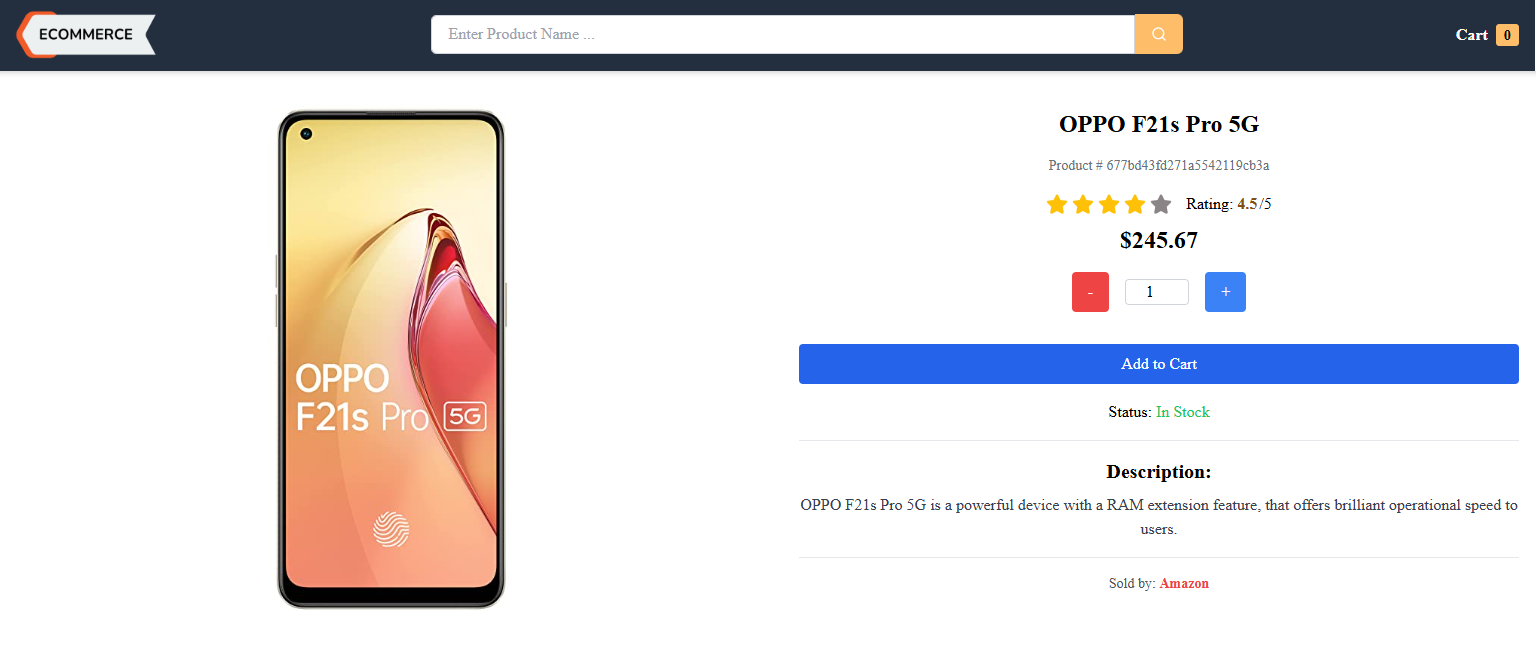 ECOMMERCE
Enter Product Name ...
Cart 0
OPPO
F21s Pro 5G
OPPO F21s Pro 5G
Product # 677bd43fd271a5542119cb3a
Rating: 4.5/5
$245.67
- 1 +
Add to Cart
Status: In Stock
Description:
OPPO F21s Pro 5G is a powerful device with a RAM extension feature, that offers brilliant operational speed to
users.
Sold by: Amazon